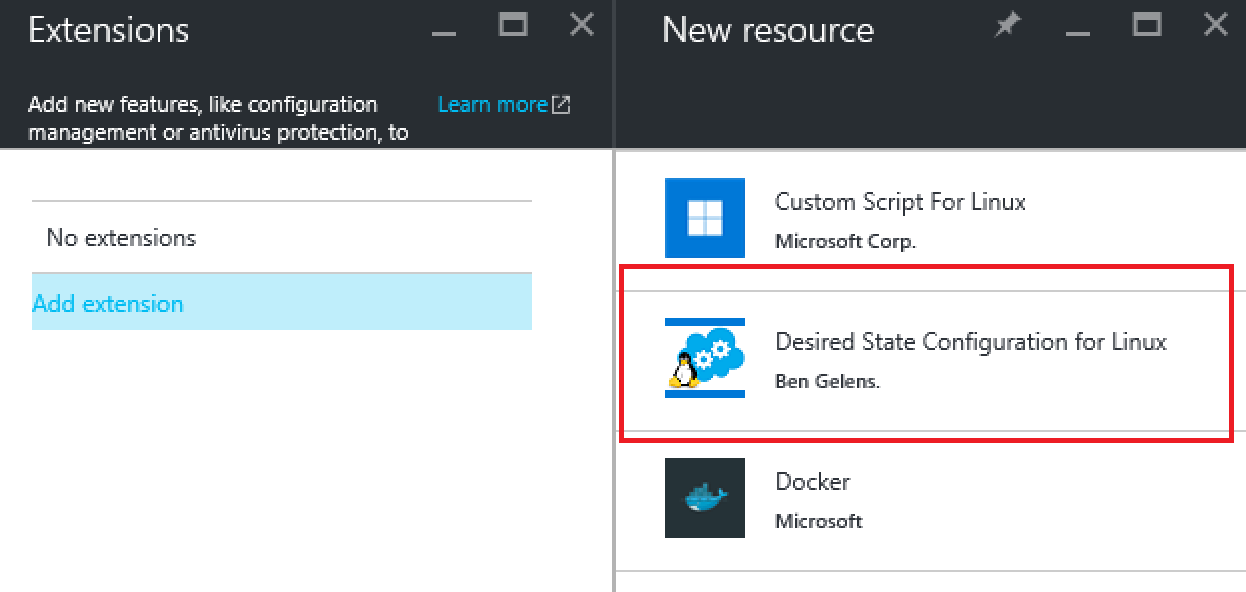 Extensions
Add new features, like configuration
management or antivirus protection, to
Learn more
No extensions
Add extension
New resource
Custom Script For Linux
Microsoft Corp.
Desired State Configuration for Linux
Ben Gelens.
Docker
Microsoft